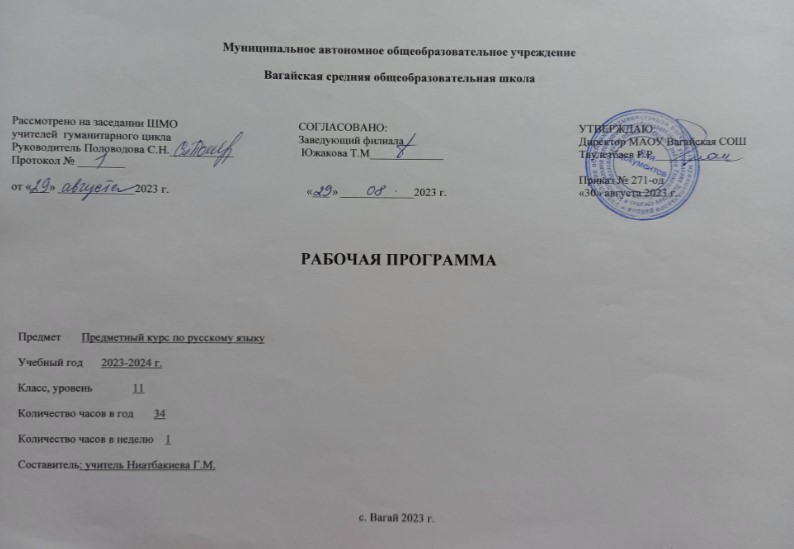 Муниципальное автономное общеобразовательное учреждение
Вагайская средняя общеобразовательная школа
Рассмотрено на заседании ШМО
учителей гуманитарного цикла
Руководитель Половодова С.Н.
Протокол № 1
от «29» августа 2023 г.
СОГЛАСОВАНО:
Заведующий филиала
Южакова Т.М
«29» 08. 2023 г.
УТВЕРЖДАЮ:
Директор МАОУ Вагайская СОШ
Таулетбаев Р.Р.
Приказ № 271-од
«30» августа 2023 г.
РАБОЧАЯ ПРОГРАММА
Предмет Предметный курс по русскому языку
Учебный год 2023-2024 г.
Класс, уровень 11
Количество часов в год 34
Количество часов в неделю 1
Составитель: учитель Ниатбакиева Г.М.
с. Вагай 2023 г.